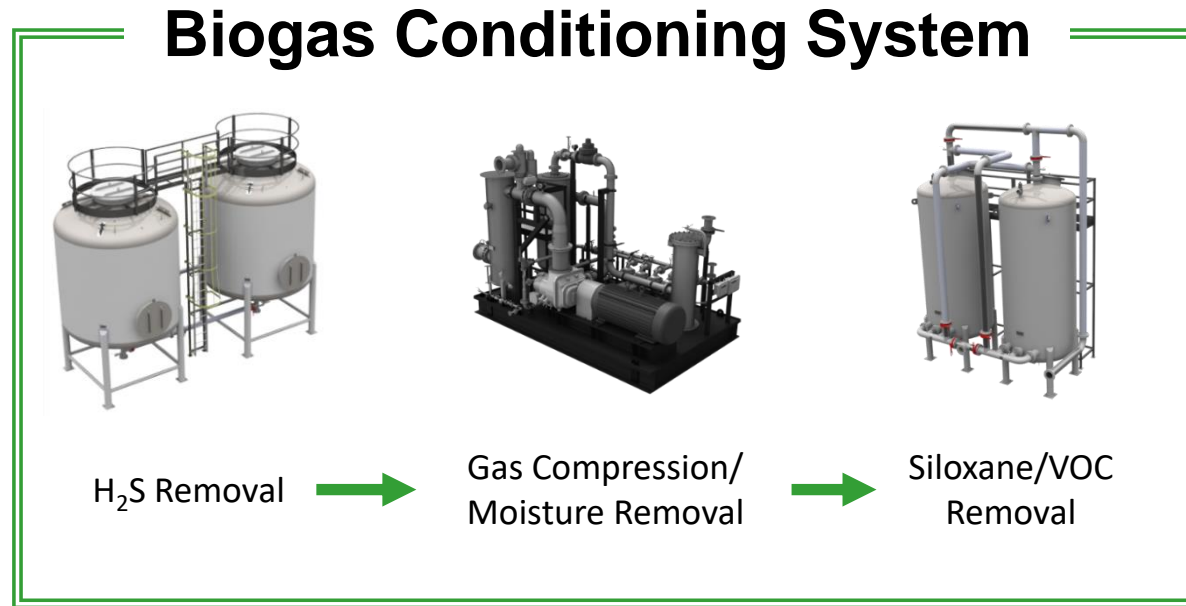 Biogas Conditioning System
H₂S Removal
Gas Compression/
Moisture Removal
Siloxane/VOC
Removal